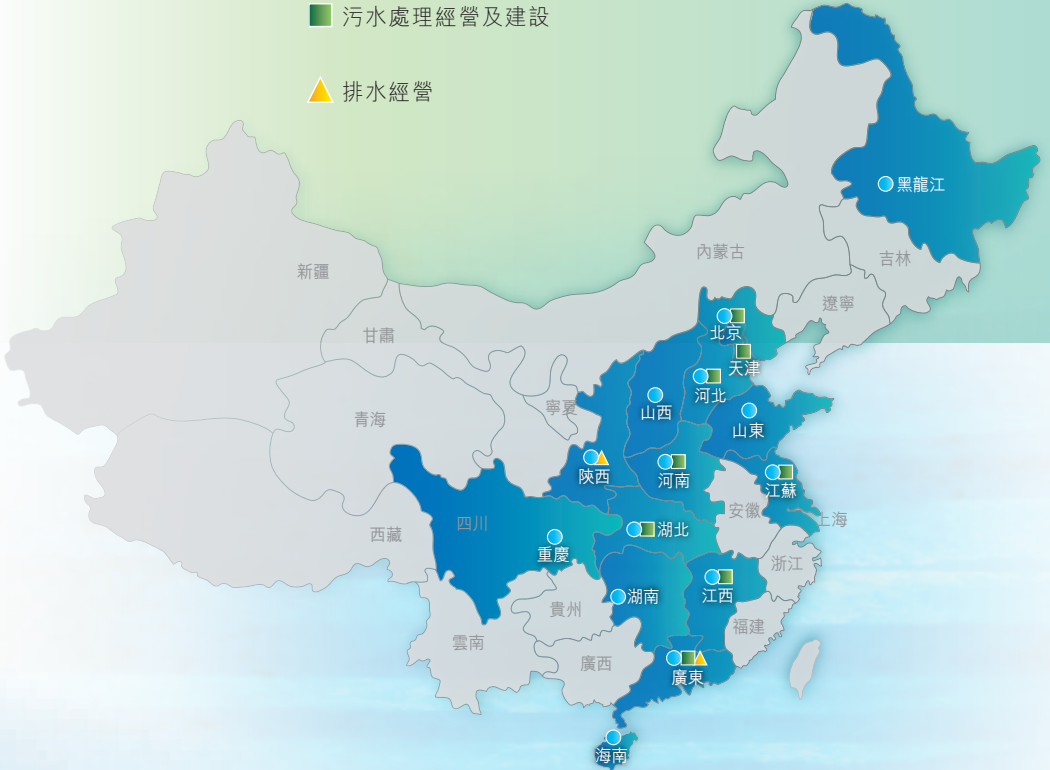 污水處理經營及建設
排水經營
黑龍江
內蒙古
吉林
新疆
遼寧
北京
甘肅
天津
河北
寧夏
山西
青海
山東
陝西
河南
江蘇
安徽
上海
四川
湖北
西藏
重慶
浙江
湖南
江西
貴州
福建
雲南
廣西
廣東
海南